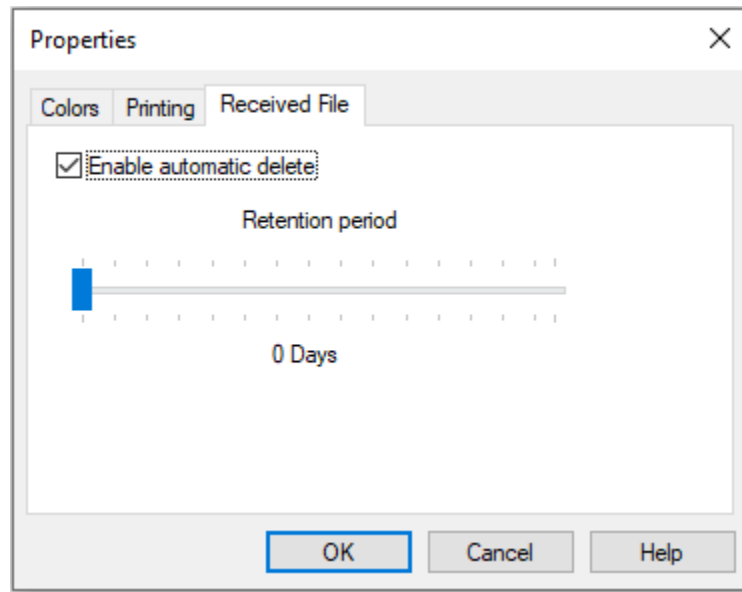 Properties
Colors Printing Received File
Enable automatic delete
Retention period
0 Days
OK Cancel Help